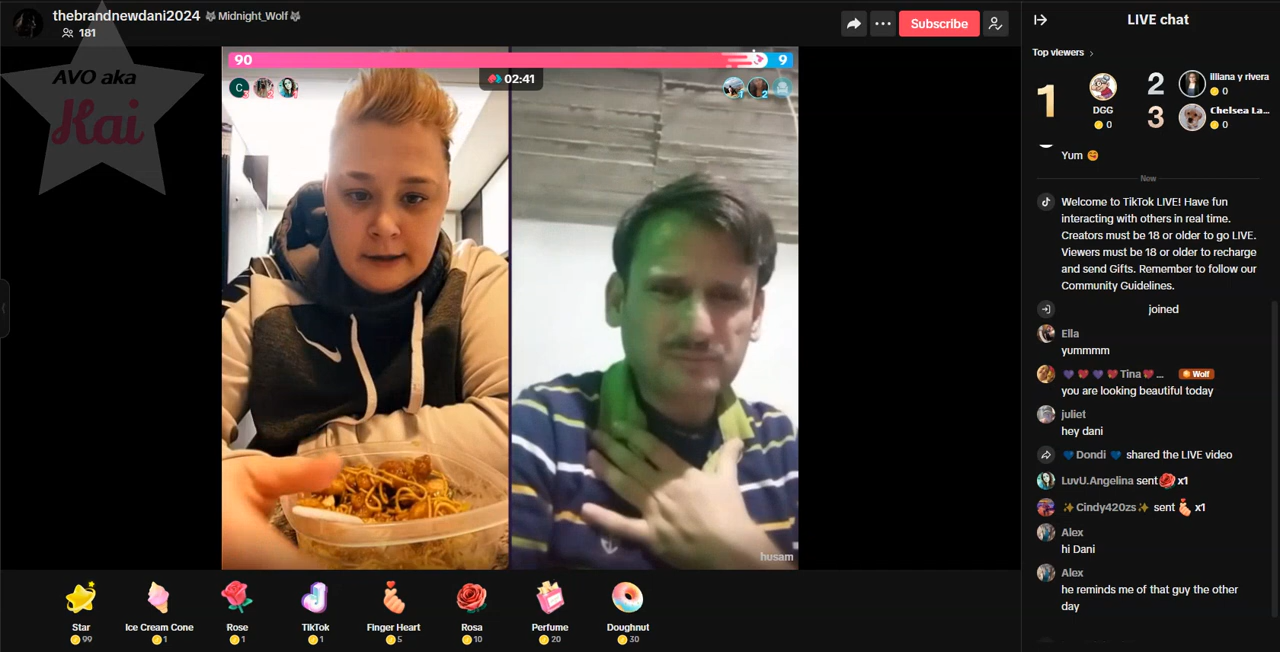 thebrandnewdani2024 🐺 Midnight_Wolf 🐺
181
Subscribe
AVO aka
Kai
90
9
02:41
husam
Star
99
Ice Cream Cone
1
Rose
1
TikTok
1
Finger Heart
5
Rosa
10
Perfume
20
Doughnut
30
LIVE chat
Top viewers
1
DGG
0
2
liliana y rivera
0
3
Chelsea La...
0
Yum 😊
New
Welcome to TikTok LIVE! Have fun
interacting with others in real time.
Creators must be 18 or older to go LIVE.
Viewers must be 18 or older to recharge
and send Gifts. Remember to follow our
Community Guidelines.
joined
Ella
yummmm
💜 💖 💜 💖 Tina 💖 ... Wolf
you are looking beautiful today
juliet
hey dani
💙 Dondi 💙 shared the LIVE video
LuvU.Angelina sent x1
✨Cindy420zs✨ sent x1
Alex
hi Dani
Alex
he reminds me of that guy the other
day